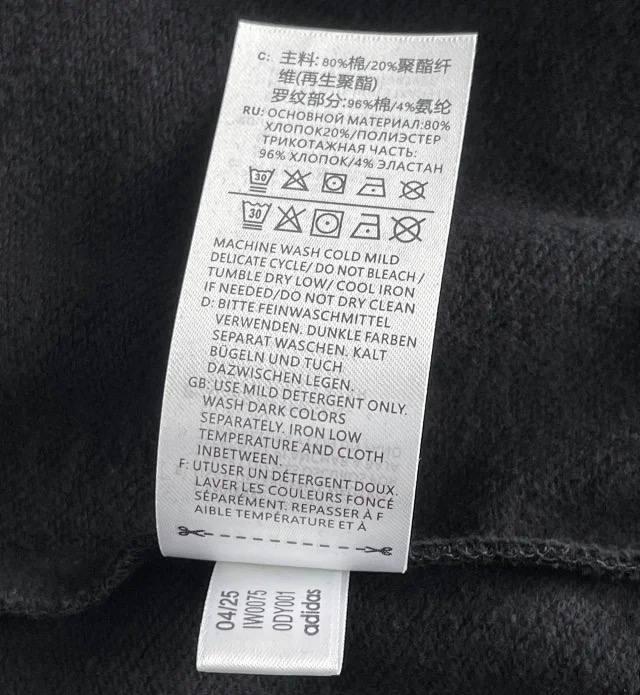 C: 主料: 80%棉/20%聚酯纤
维(再生聚酯)
罗纹部分:96%棉/4%氨纶
RU: ОСНОВНОЙ МАТЕРИАЛ:80%
ХЛОПОК20%/ПОЛИЭСТЕР
ТРИКОТАЖНАЯ ЧАСТЬ:
96% ХЛОПОК/4% ЭЛАСТАН
30
30
MACHINE WASH COLD MILD
DELICATE CYCLE/ DO NOT BLEACH /
TUMBLE DRY LOW/ COOL IRON
IF NEEDED/DO NOT DRY CLEAN
D: BITTE FEINWASCHMITTEL
VERWENDEN. DUNKLE FARBEN
SEPARAT WASCHEN. KALT
BÜGELN UND TUCH
DAZWISCHEN LEGEN.
GB: USE MILD DETERGENT ONLY.
WASH DARK COLORS
SEPARATELY. IRON LOW
TEMPERATURE AND CLOTH
INBETWEEN.
F: UTUSER UN DÉTERGENT DOUX.
LAVER LES COULEURS FONCÉ
SÉPARÉMENT. REPASSER À F
AIBLE TEMPÉRATURE ET À
04/25
IW0075
0DY001
adidas